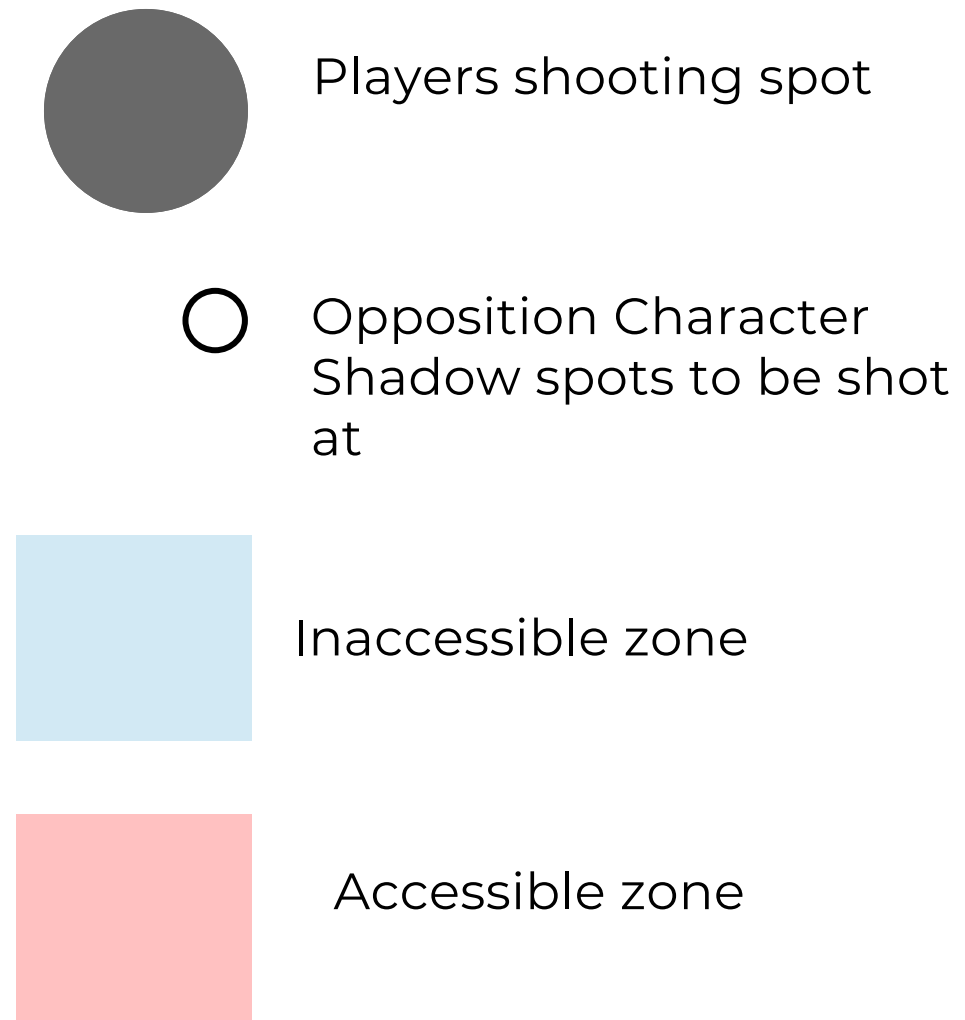 Players shooting spot
Opposition Character
Shadow spots to be shot
at
Inaccessible zone
Accessible zone